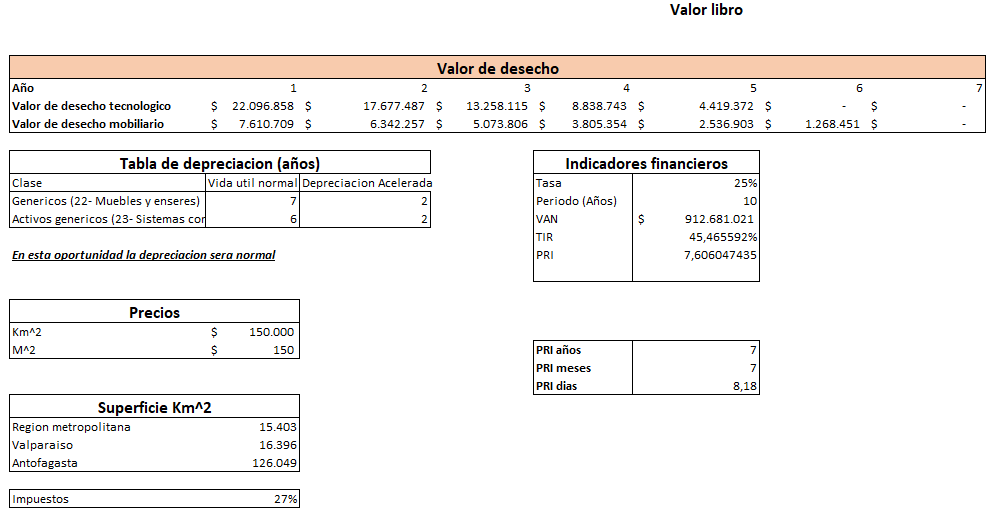 Valor libro
Valor de desecho
Año 1 2 3 4 5 6 7
Valor de desecho tecnologico $ 22.096.858 $ 17.677.487 $ 13.258.115 $ 8.838.743 $ 4.419.372 $ - $ -
Valor de desecho mobiliario $ 7.610.709 $ 6.342.257 $ 5.073.806 $ 3.805.354 $ 2.536.903 $ 1.268.451 $ -
Tabla de depreciacion (años)
Clase Vida util normal Depreciacion Acelerada
Genericos (22- Muebles y enseres) 7 2
Activos genericos (23- Sistemas cor 6 2
En esta oportunidad la depreciacion sera normal
Indicadores financieros
Tasa 25%
Periodo (Años) 10
VAN $ 912.681.021
TIR 45,465592%
PRI 7,606047435
Precios
Km^2 $ 150.000
M^2 $ 150
PRI años 7
PRI meses 7
PRI dias 8,18
Superficie Km^2
Region metropolitana 15.403
Valparaiso 16.396
Antofagasta 126.049
Impuestos 27%